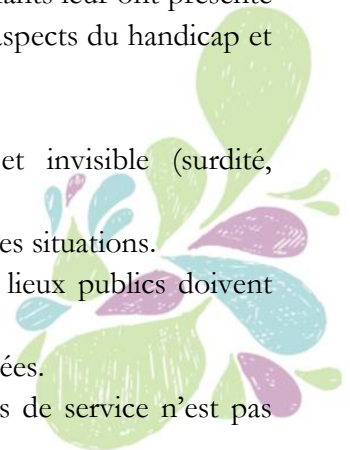 leur ont présenté
aspects du handicap et
et invisible (surdité,
es situations.
lieux publics doivent
ées.
s de service n'est pas